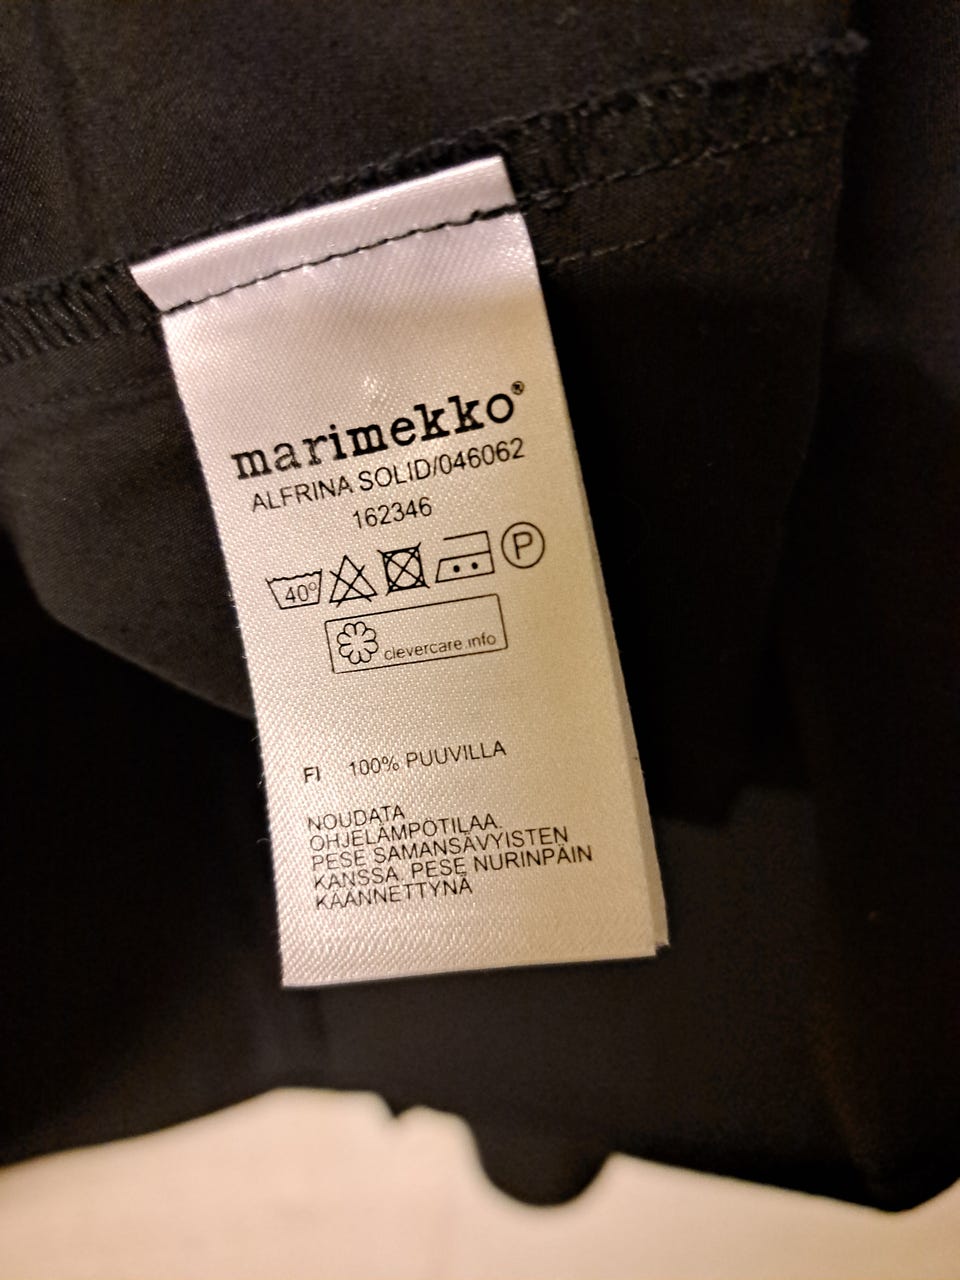 marimekko®
ALFRINA SOLID/046062
162346
40°
P
clevercare.info
FI 100% PUUVILLA
NOUDATA
OHJELÄMPÖTILAA.
PESE SAMANSÄVYISTEN
KANSSA. PESE NURINPÄIN
KÄÄNNETTYNÄ